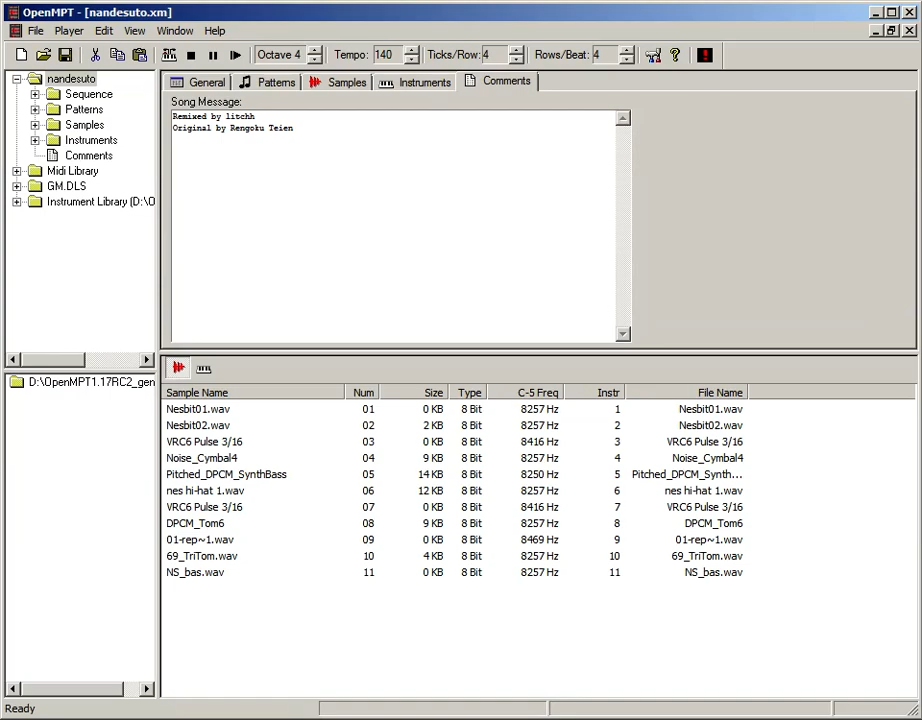 OpenMPT - [nandesuto.xm]
File Player Edit View Window Help
Octave 4 Tempo: 140 Ticks/Row: 4 Rows/Beat: 4
nandesuto
Sequence
Patterns
Samples
Instruments
Comments
Midi Library
GM.DLS
Instrument Library (D:\O
D:\OpenMPT1.17RC2_gen
General Patterns Samples Instruments Comments
Song Message:
Remixed by litchh
Original by Rengoku Teien
Sample Name Num Size Type C-5 Freq Instr File Name
Nesbit01.wav 01 0 KB 8 Bit 8257 Hz 1 Nesbit01.wav
Nesbit02.wav 02 2 KB 8 Bit 8257 Hz 2 Nesbit02.wav
VRC6 Pulse 3/16 03 0 KB 8 Bit 8416 Hz 3 VRC6 Pulse 3/16
Noise_Cymbal4 04 9 KB 8 Bit 8257 Hz 4 Noise_Cymbal4
Pitched_DPCM_SynthBass 05 14 KB 8 Bit 8250 Hz 5 Pitched_DPCM_Synth...
nes hi-hat 1.wav 06 12 KB 8 Bit 8257 Hz 6 nes hi-hat 1.wav
VRC6 Pulse 3/16 07 0 KB 8 Bit 8416 Hz 7 VRC6 Pulse 3/16
DPCM_Tom6 08 9 KB 8 Bit 8257 Hz 8 DPCM_Tom6
01-rep~1.wav 09 0 KB 8 Bit 8469 Hz 9 01-rep~1.wav
69_TriTom.wav 10 4 KB 8 Bit 8257 Hz 10 69_TriTom.wav
NS_bas.wav 11 0 KB 8 Bit 8257 Hz 11 NS_bas.wav
Ready